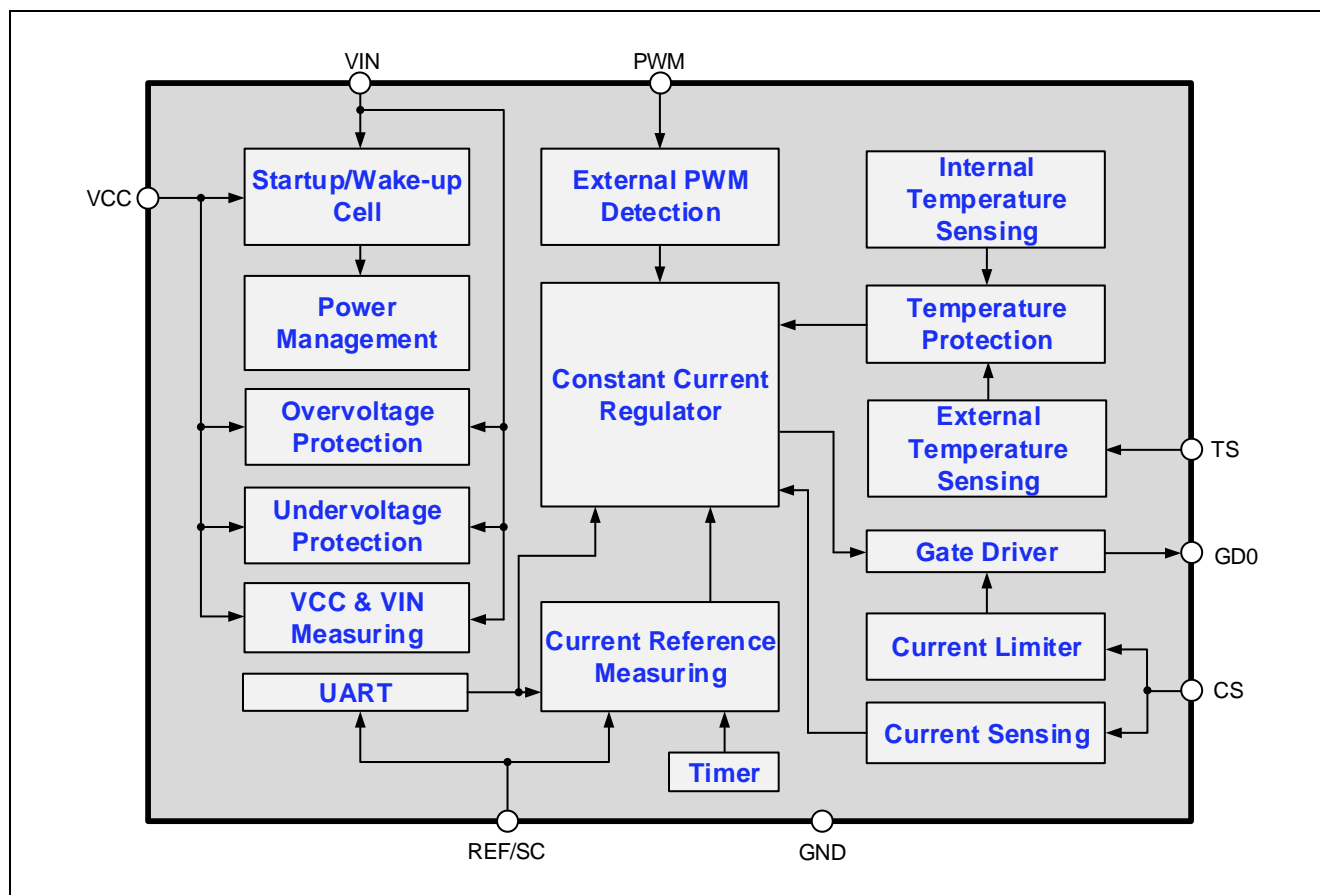 VIN
PWM
VCC
Startup/Wake-up
Cell
External PWM
Detection
Internal
Temperature
Sensing
Power
Management
Temperature
Protection
Constant Current
Regulator
Overvoltage
Protection
External
Temperature
Sensing
TS
Undervoltage
Protection
Gate Driver
GD0
VCC & VIN
Measuring
Current Reference
Measuring
Current Limiter
UART
CS
Current Sensing
Timer
REF/SC
GND